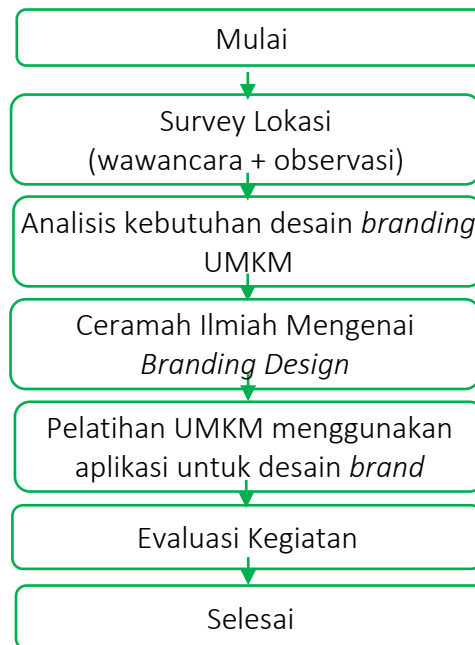 Mulai
Survey Lokasi
(wawancara + observasi)
Analisis kebutuhan desain branding
UMKM
Ceramah Ilmiah Mengenai
Branding Design
Pelatihan UMKM menggunakan
aplikasi untuk desain brand
Evaluasi Kegiatan
Selesai